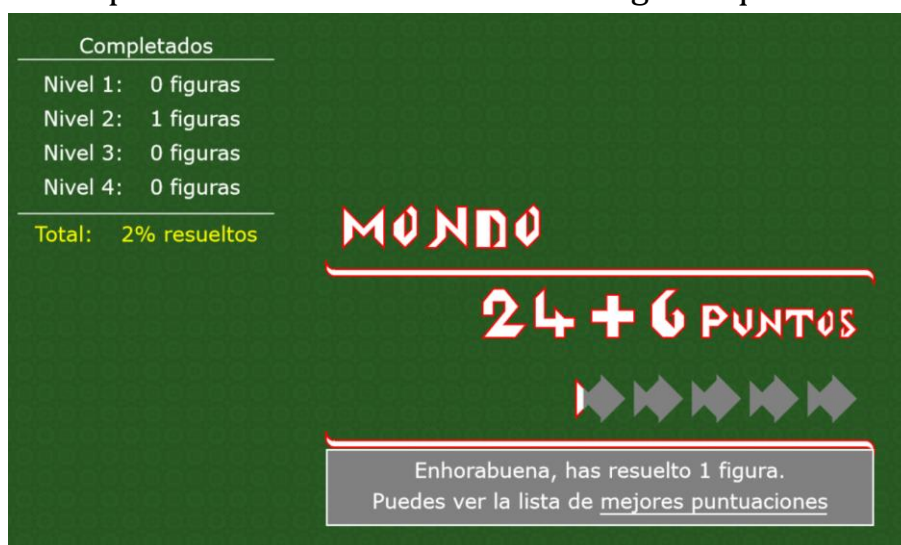 Completados
Nivel 1: 0 figuras
Nivel 2: 1 figuras
Nivel 3: 0 figuras
Nivel 4: 0 figuras
Total: 2% resueltos
MONDO
24 + 6 PUNTOS
Enhorabuena, has resuelto 1 figura.
Puedes ver la lista de mejores puntuaciones